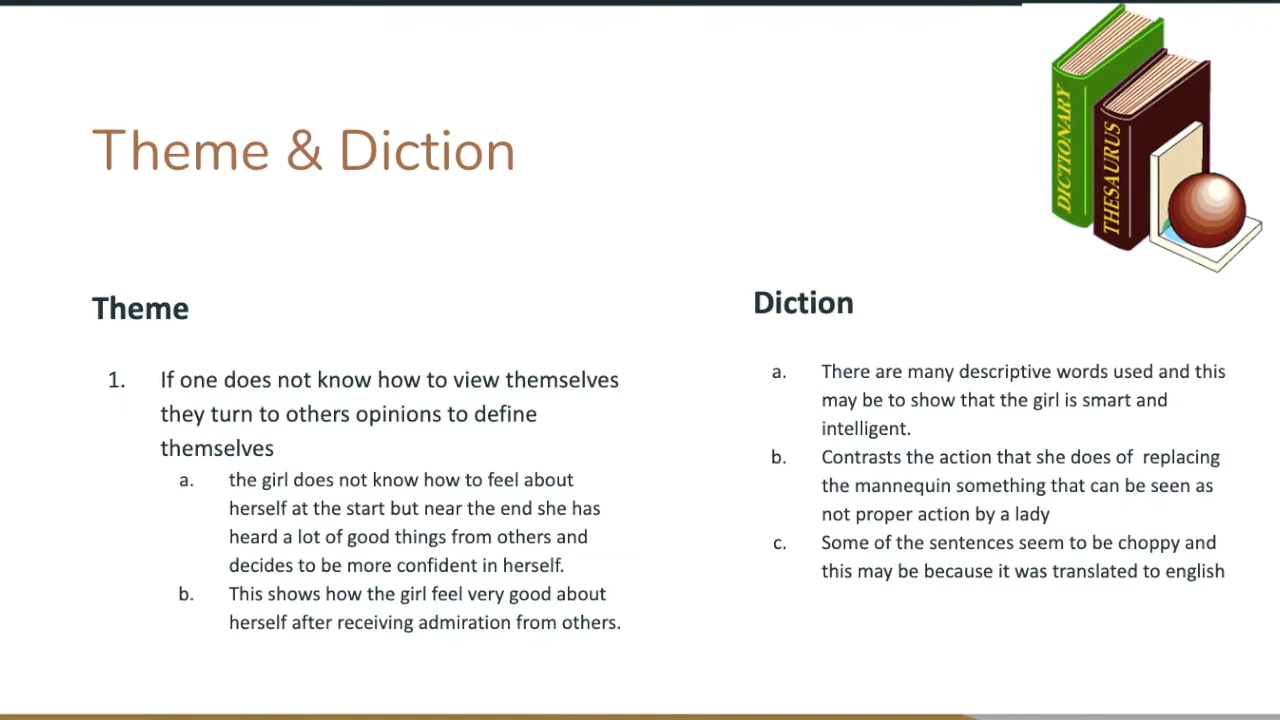 Theme & Diction
DICTIONARY
THESAURUS
Theme
1. If one does not know how to view themselves
they turn to others opinions to define
themselves
a. the girl does not know how to feel about
herself at the start but near the end she has
heard a lot of good things from others and
decides to be more confident in herself.
b. This shows how the girl feel very good about
herself after receiving admiration from others.
Diction
a. There are many descriptive words used and this
may be to show that the girl is smart and
intelligent.
b. Contrasts the action that she does of replacing
the mannequin something that can be seen as
not proper action by a lady
c. Some of the sentences seem to be choppy and
this may be because it was translated to english